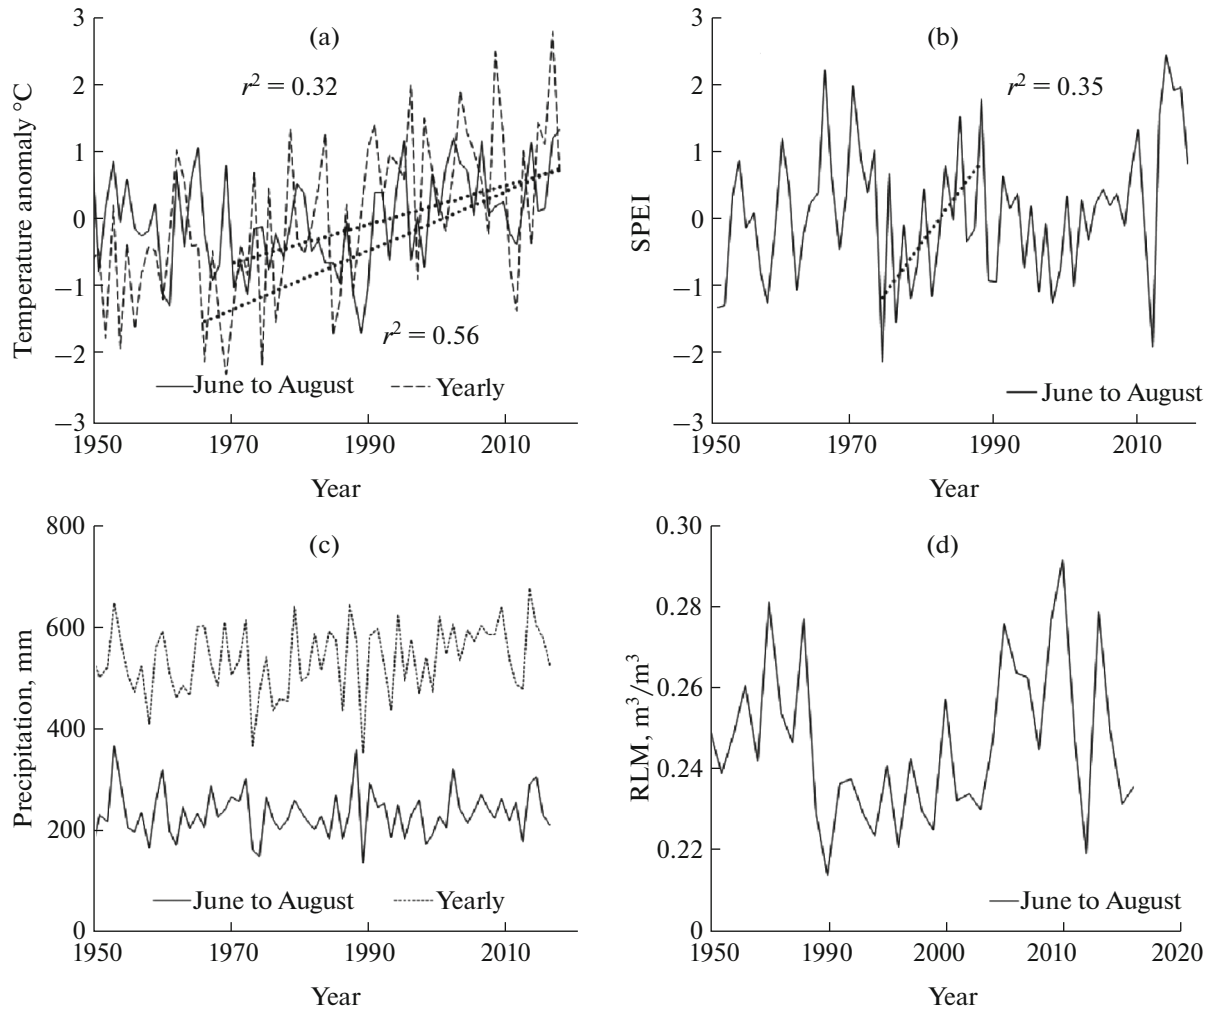 (a)
r² = 0.32
r² = 0.56
Temperature anomaly °C
3
2
1
0
−1
−2
−3
June to August
Yearly
1950
1970
1990
2010
Year
(b)
r² = 0.35
SPEI
3
2
1
0
−1
−2
−3
June to August
1950
1970
1990
2010
Year
(c)
Precipitation, mm
800
600
400
200
0
June to August
Yearly
1950
1970
1990
2010
Year
(d)
RLM, m³/m³
0.30
0.28
0.26
0.24
0.22
0
June to August
1950
1990
2000
2010
2020
Year